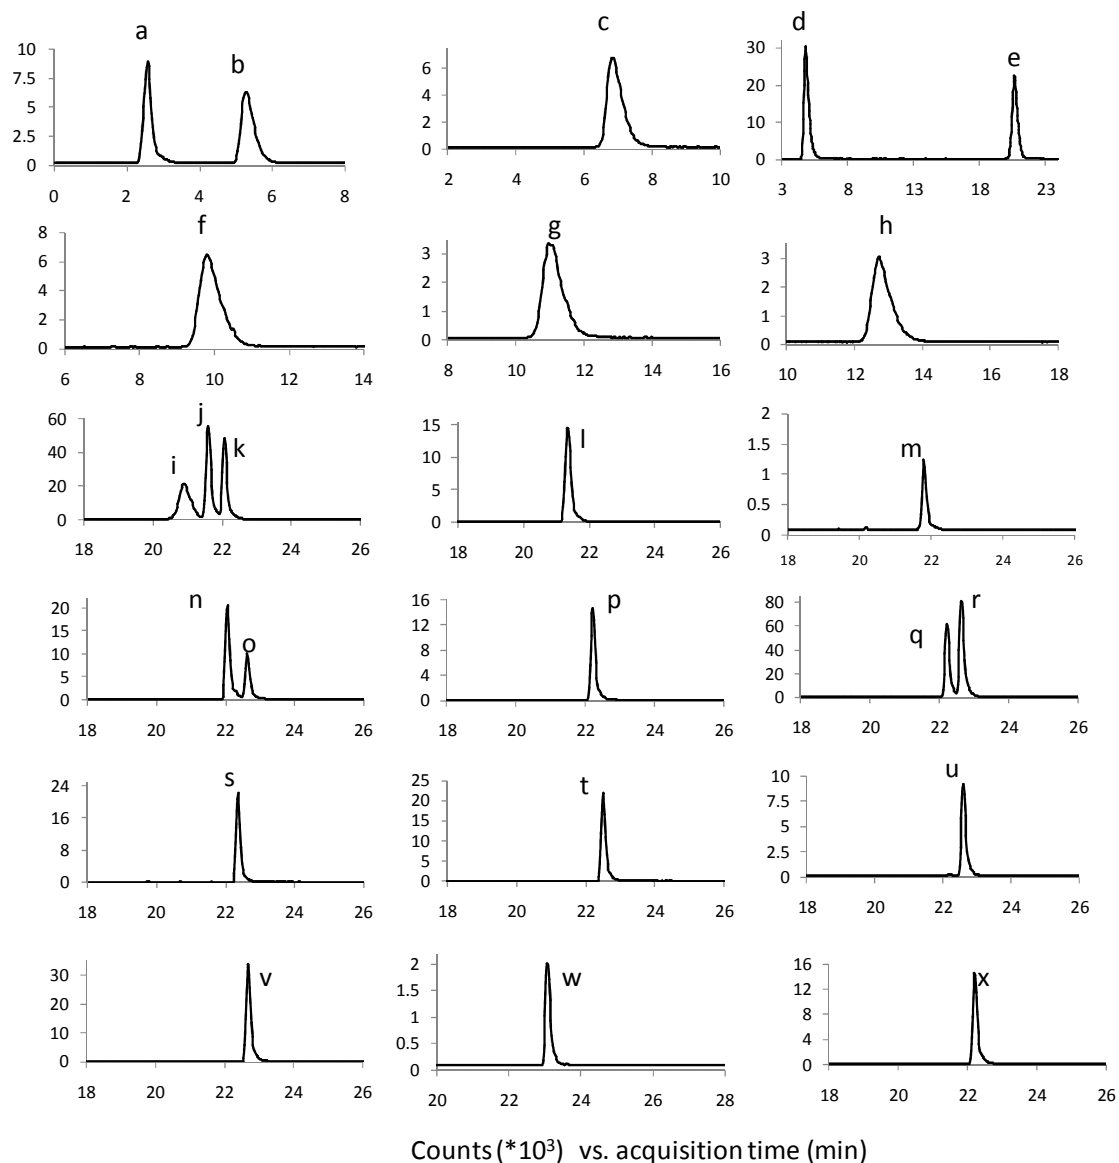 a
b
10
7.5
5
2.5
0
0 2 4 6 8
c
6
4
2
0
2 4 6 8 10
d
e
30
20
10
0
3 8 13 18 23
f
8
6
4
2
0
6 8 10 12 14
g
3
2
1
0
8 10 12 14 16
h
3
2
1
0
10 12 14 16 18
i
j
k
60
40
20
0
18 20 22 24 26
l
15
10
5
0
18 20 22 24 26
m
2
1.5
1
0.5
0
18 20 22 24 26
n
o
20
15
10
5
0
18 20 22 24 26
p
16
12
8
4
0
18 20 22 24 26
q
r
80
60
40
20
0
18 20 22 24 26
s
24
16
8
0
18 20 22 24 26
t
25
20
15
10
5
0
18 20 22 24 26
u
10
7.5
5
2.5
0
18 20 22 24 26
v
30
20
10
0
18 20 22 24 26
w
2
1.5
1
0.5
0
20 22 24 26 28
x
16
12
8
4
0
18 20 22 24 26
Counts (*10³) vs. acquisition time (min)